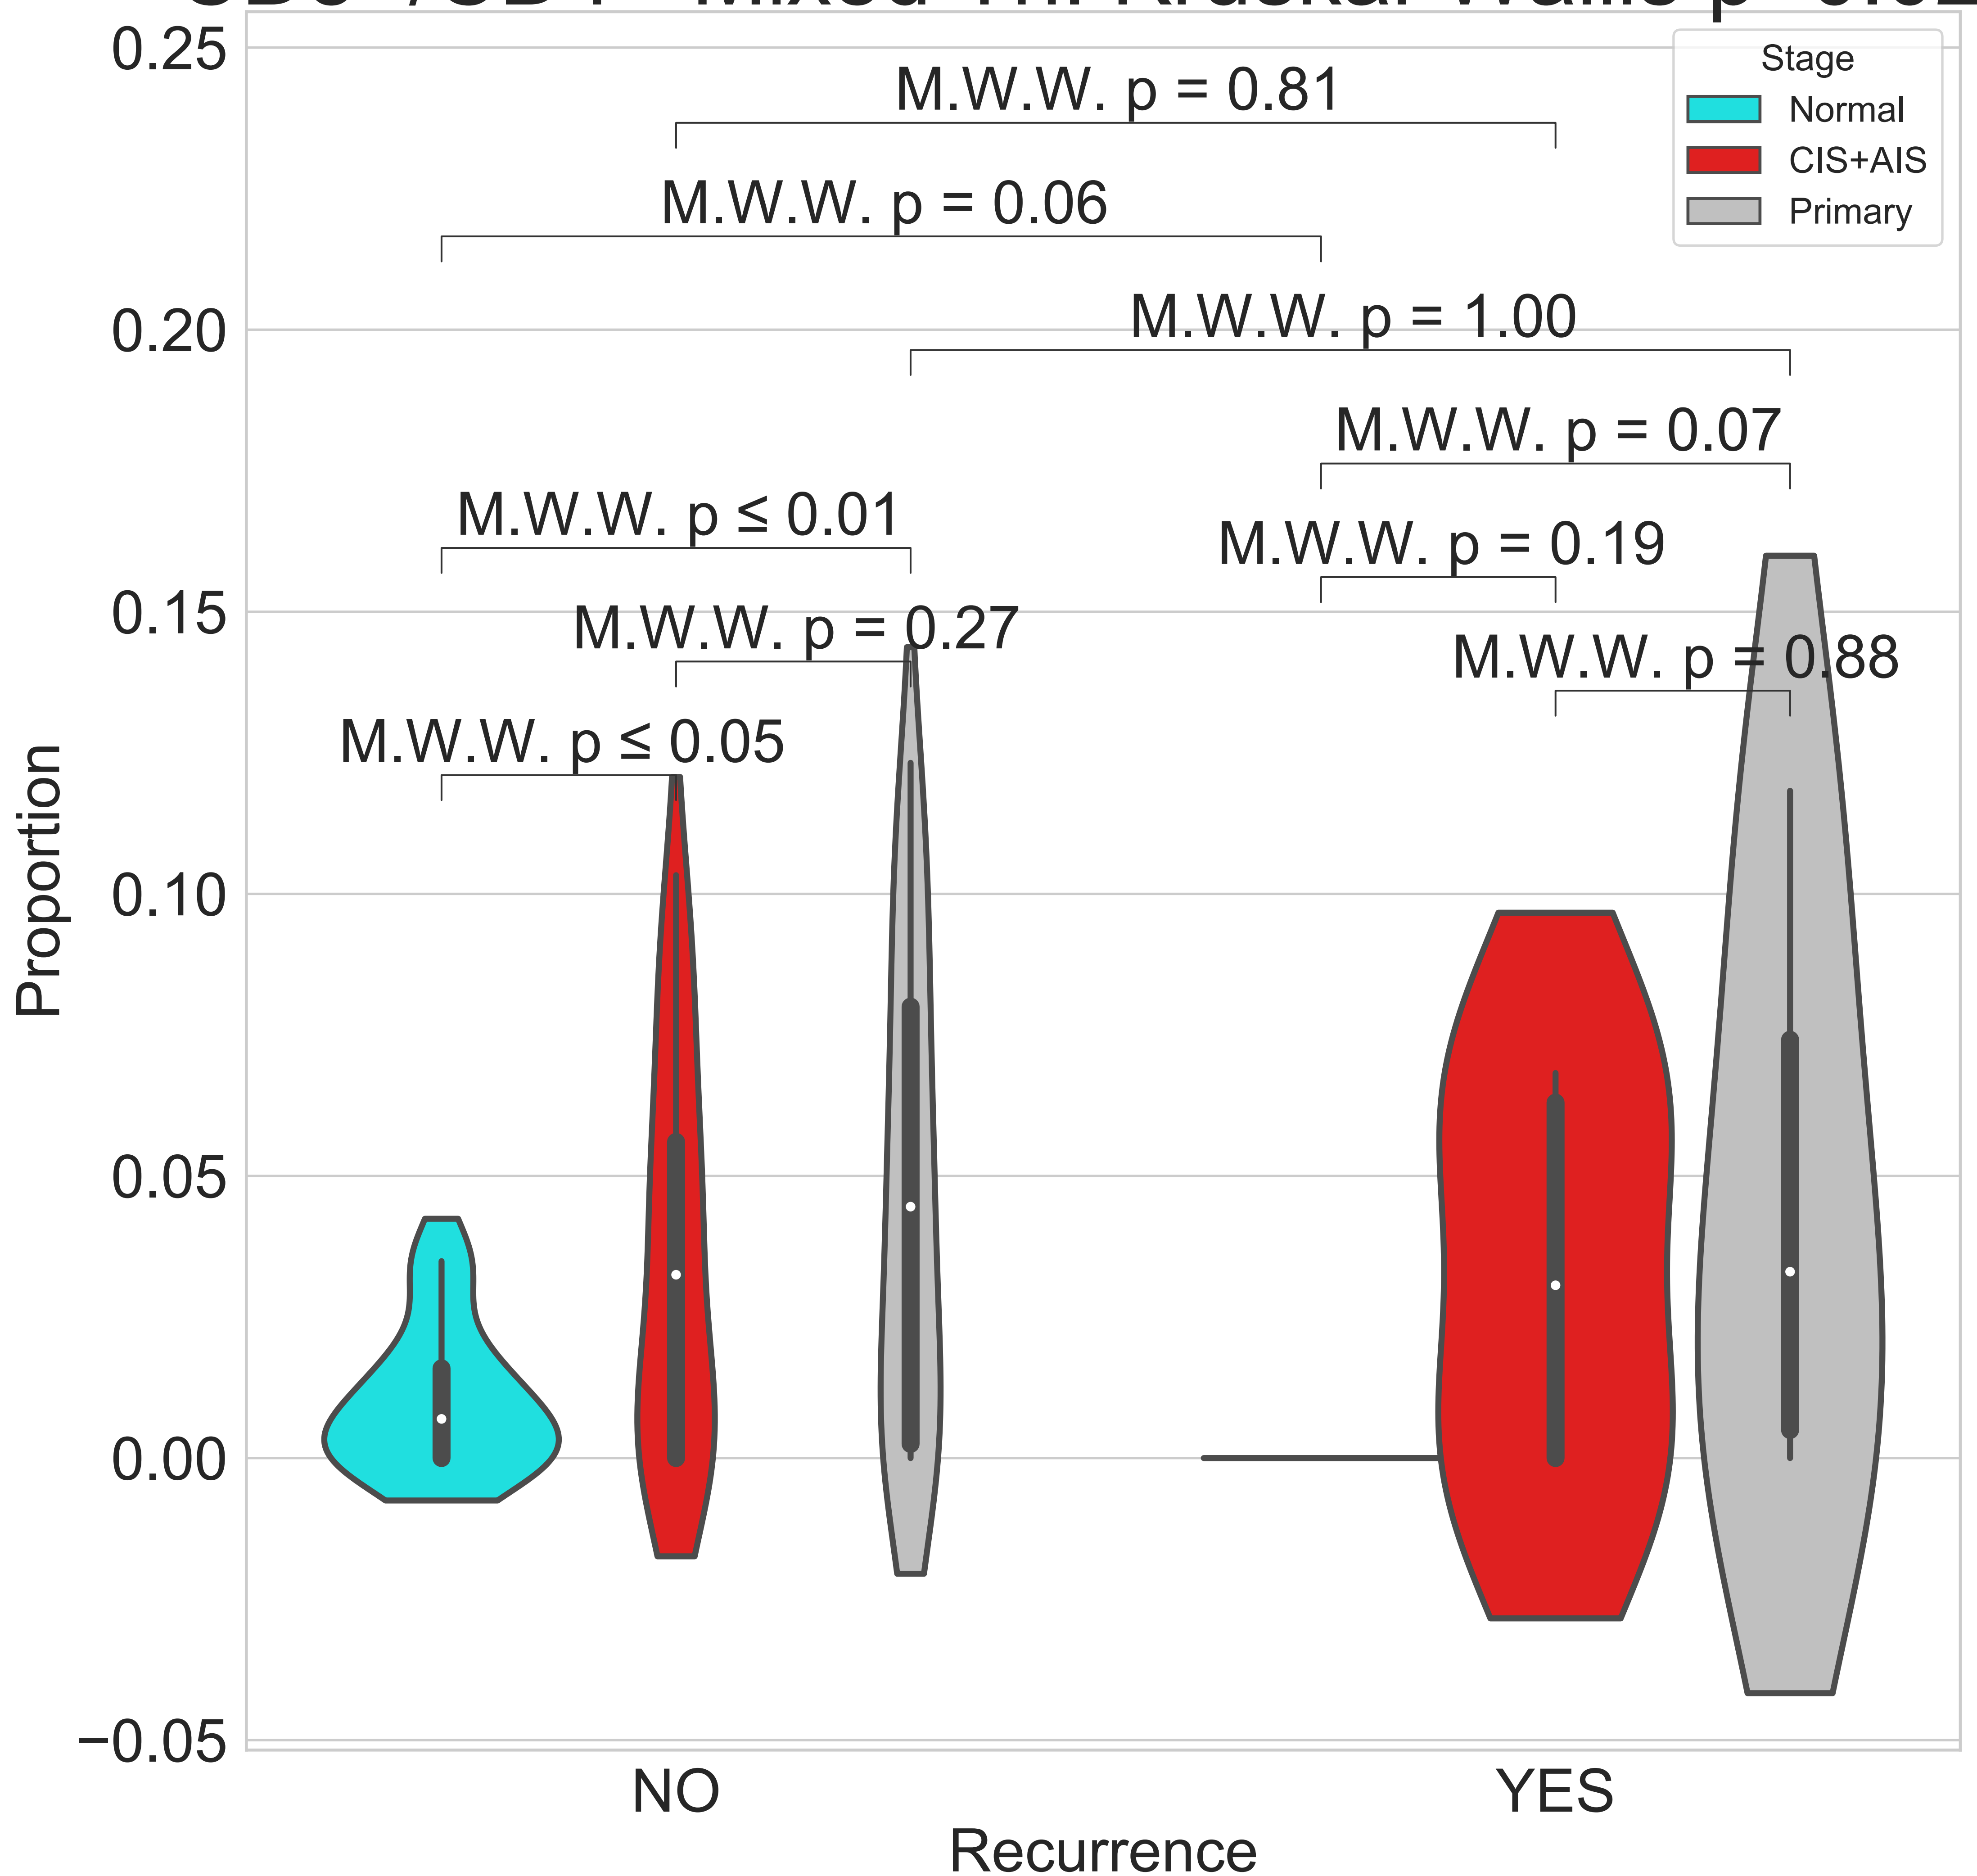 0.25
0.20
0.15
0.10
0.05
0.00
−0.05
Proportion
M.W.W. p = 0.81
M.W.W. p = 0.06
M.W.W. p = 1.00
M.W.W. p = 0.07
M.W.W. p ≤ 0.01
M.W.W. p = 0.19
M.W.W. p = 0.27
M.W.W. p = 0.88
M.W.W. p ≤ 0.05
Stage
Normal
CIS+AIS
Primary
NO
YES
Recurrence